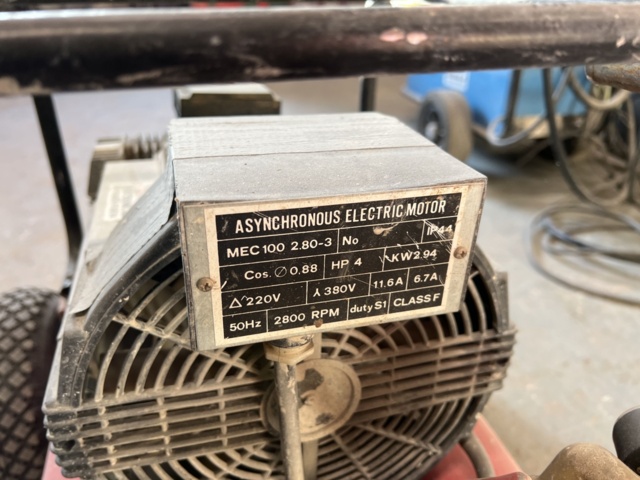 ASYNCHRONOUS ELECTRIC MOTOR
MEC 100 2.80-3 No IP44
Cos. ∅ 0.88 HP 4 KW 2.94
Δ 220V ⅄ 380V 11.6A 6.7A
50Hz 2800 RPM duty S1 CLASS F